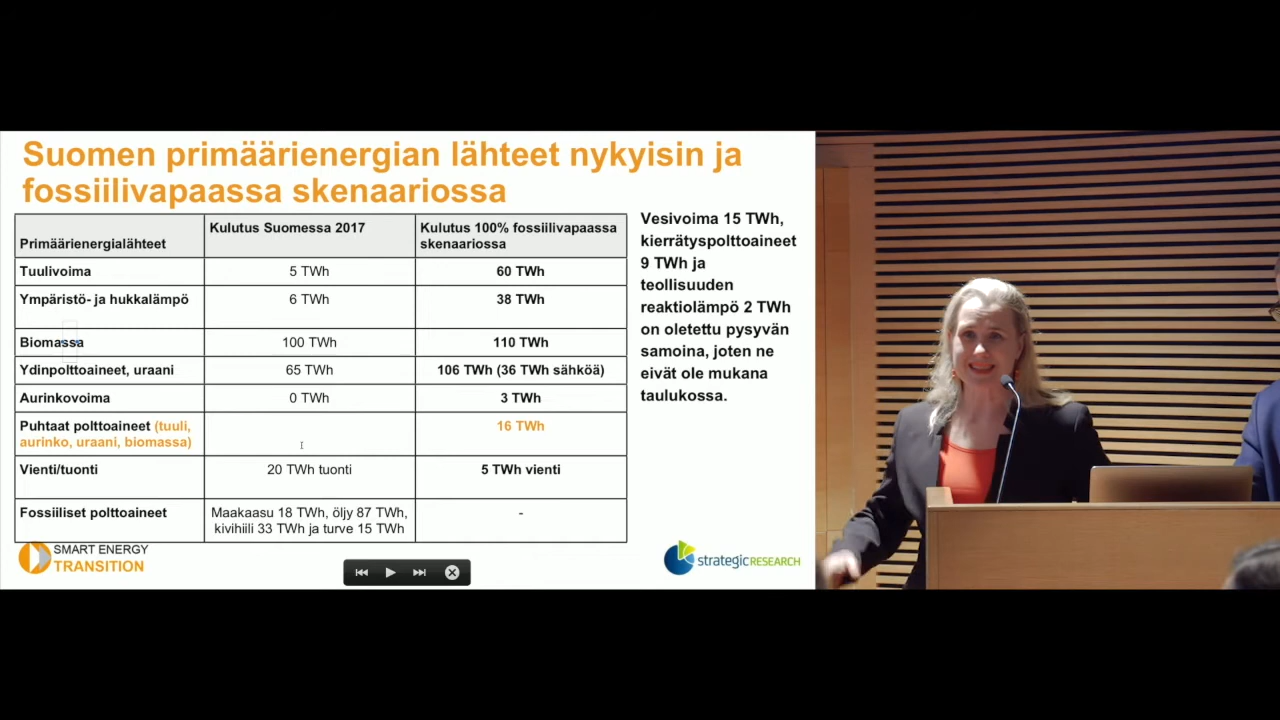 Suomen primäärienergian lähteet nykyisin ja
fossiilivapaassa skenaariossa
Primäärienergialähteet
Kulutus Suomessa 2017
Kulutus 100% fossiilivapaassa
skenaariossa
Tuulivoima
5 TWh
60 TWh
Ympäristö- ja hukkalämpö
6 TWh
38 TWh
Biomassa
100 TWh
110 TWh
Ydinpolttoaineet, uraani
65 TWh
106 TWh (36 TWh sähköä)
Aurinkovoima
0 TWh
3 TWh
Puhtaat polttoaineet (tuuli,
aurinko, uraani, biomassa)
16 TWh
Vienti/tuonti
20 TWh tuonti
5 TWh vienti
Fossiiliset polttoaineet
Maakaasu 18 TWh, öljy 87 TWh,
kivihiili 33 TWh ja turve 15 TWh
-
Vesivoima 15 TWh,
kierrätyspolttoaineet
9 TWh ja
teollisuuden
reaktiolämpö 2 TWh
on oletettu pysyvän
samoina, joten ne
eivät ole mukana
taulukossa.
SMART ENERGY
TRANSITION
strategicRESEARCH